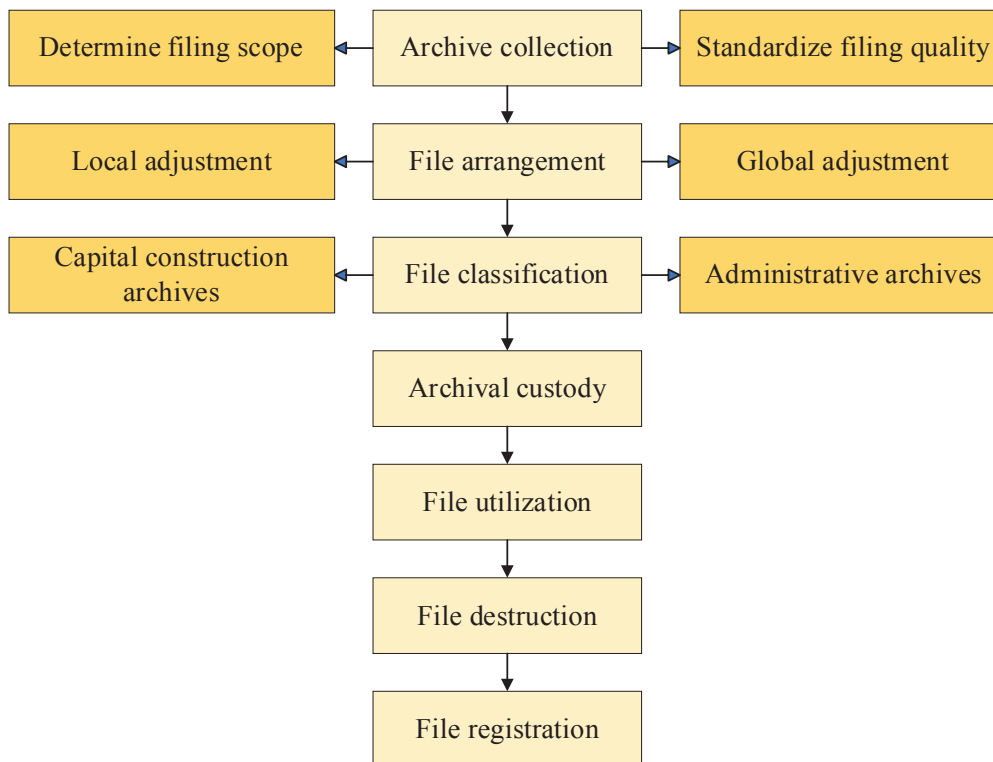 Determine filing scope
Archive collection
Standardize filing quality
Local adjustment
File arrangement
Global adjustment
Capital construction
archives
File classification
Administrative archives
Archival custody
File utilization
File destruction
File registration